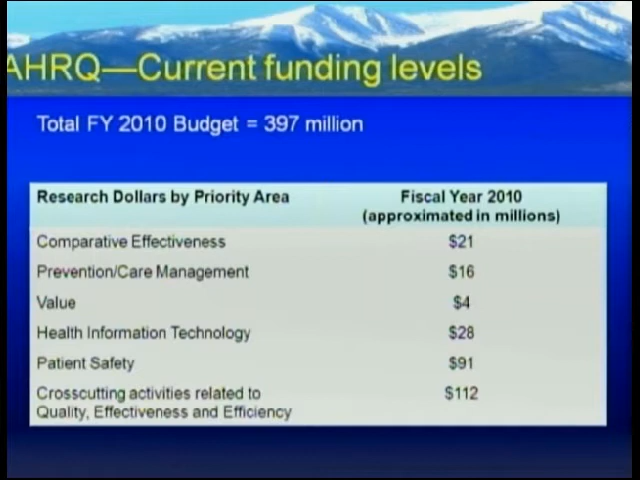 AHRQ—Current funding levels
Total FY 2010 Budget = 397 million
Research Dollars by Priority Area
Fiscal Year 2010
(approximated in millions)
Comparative Effectiveness $21
Prevention/Care Management $16
Value $4
Health Information Technology $28
Patient Safety $91
Crosscutting activities related to $112
Quality, Effectiveness and Efficiency